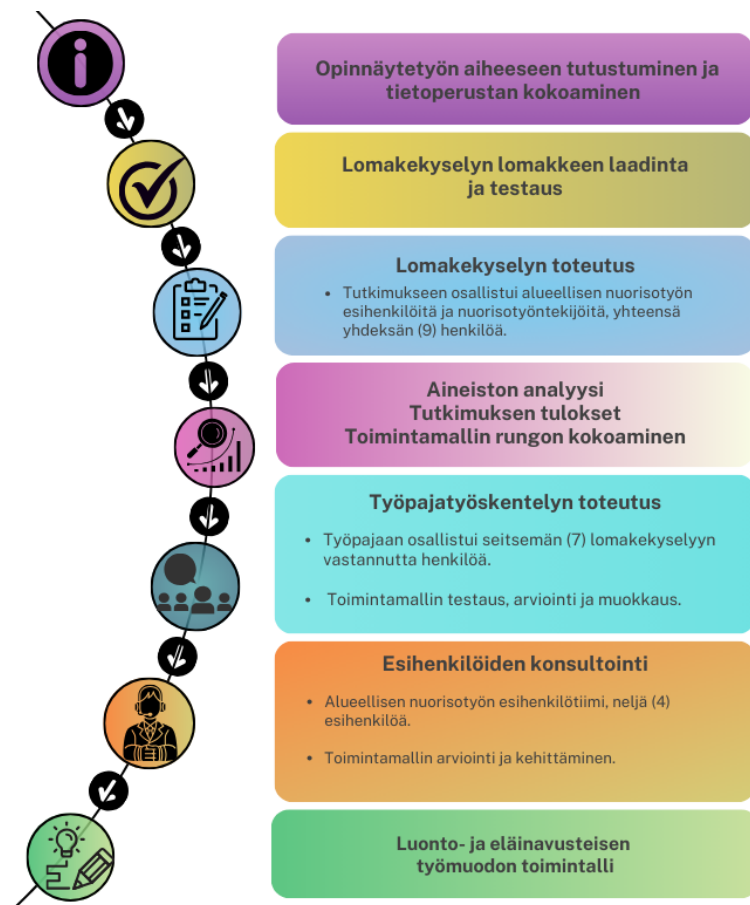 Opinnäytetyön aiheeseen tutustuminen ja
tietoperustan kokoaminen
Lomakekyselyn lomakkeen laadinta
ja testaus
Lomakekyselyn toteutus
• Tutkimukseen osallistui alueellisen nuorisotyön
esihenkilöitä ja nuorisotyöntekijöitä, yhteensä
yhdeksän (9) henkilöä.
Aineiston analyysi
Tutkimuksen tulokset
Toimintamallin rungon kokoaminen
Työpajatyöskentelyn toteutus
• Työpajaan osallistui seitsemän (7) lomakekyselyyn
vastannutta henkilöä.
• Toimintamallin testaus, arviointi ja muokkaus.
Esihenkilöiden konsultointi
• Alueellisen nuorisotyön esihenkilötiimi, neljä (4)
esihenkilöä.
• Toimintamallin arviointi ja kehittäminen.
Luonto- ja eläinavusteisen
työmuodon toimintalli